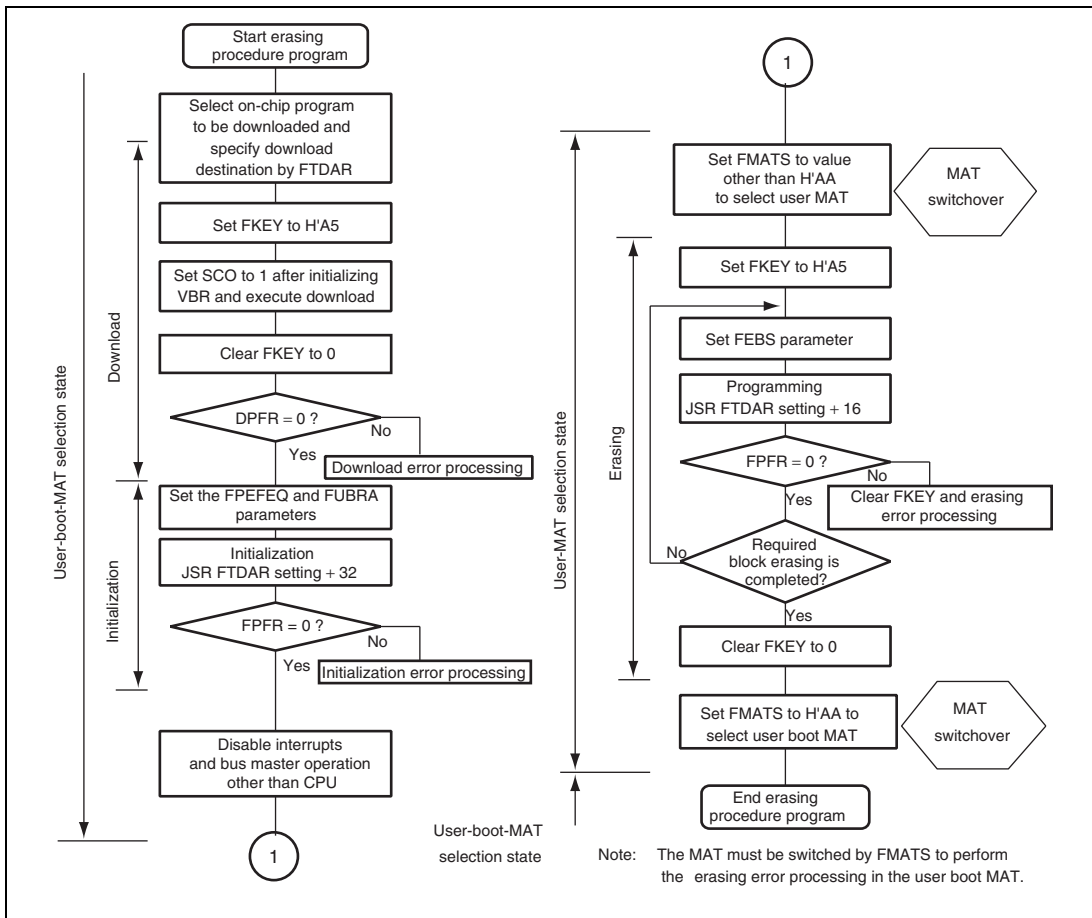 Start erasing
procedure program
Select on-chip program
to be downloaded and
specify download
destination by FTDAR
Set FKEY to H'A5
Set SCO to 1 after initializing
VBR and execute download
Clear FKEY to 0
DPFR = 0 ?
No
Yes
Download error processing
Set the FPEFEQ and FUBRA
parameters
Initialization
JSR FTDAR setting + 32
FPFR = 0 ?
No
Yes
Initialization error processing
Disable interrupts
and bus master operation
other than CPU
1
User-boot-MAT selection state
Download
Initialization
1
Set FMATS to value
other than H'AA
to select user MAT
MAT
switchover
Set FKEY to H'A5
Set FEBS parameter
Programming
JSR FTDAR setting + 16
FPFR = 0 ?
No
Yes
Clear FKEY and erasing
error processing
Required
block erasing is
completed?
No
Yes
Clear FKEY to 0
Set FMATS to H'AA to
select user boot MAT
MAT
switchover
End erasing
procedure program
User-MAT selection state
Erasing
User-boot-MAT
selection state
Note: The MAT must be switched by FMATS to perform
the erasing error processing in the user boot MAT.